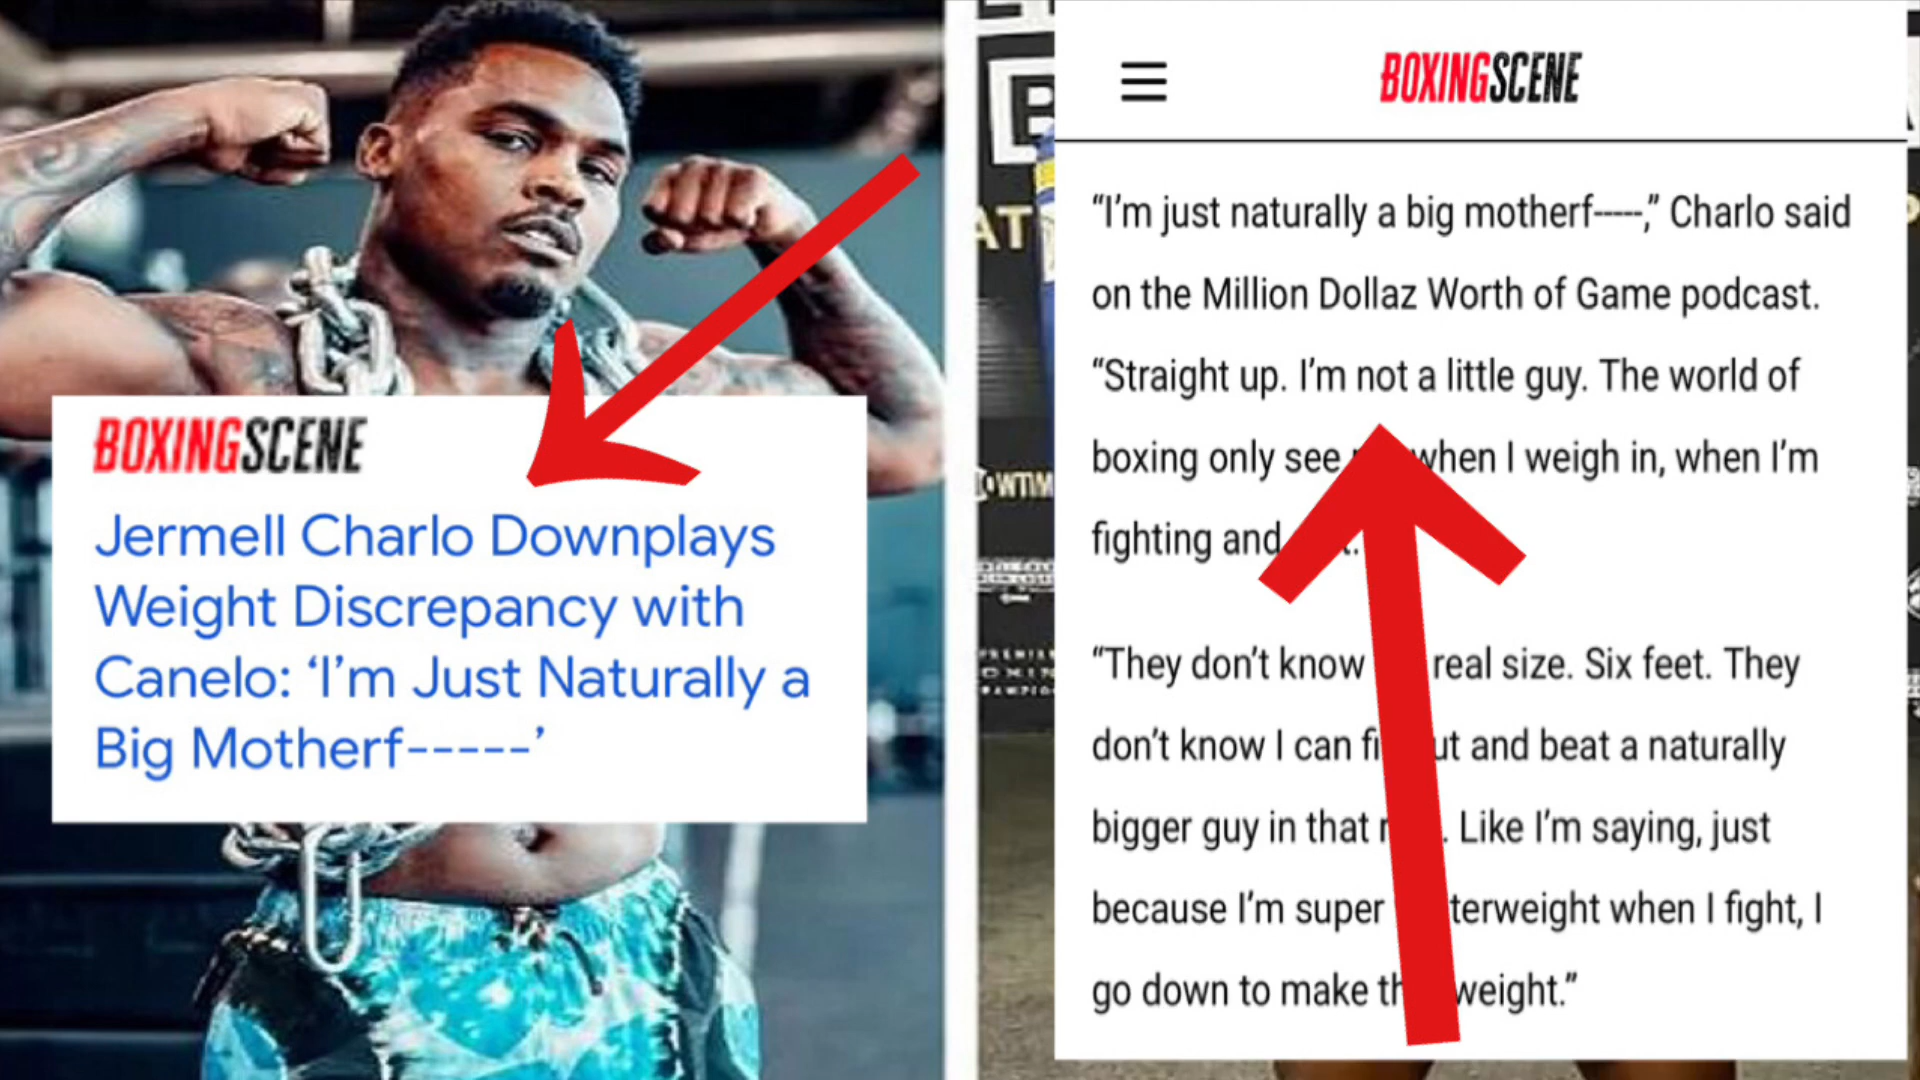 BOXINGSCENE
Jermell Charlo Downplays
Weight Discrepancy with
Canelo: ‘I’m Just Naturally a
Big Motherf-----’
BOXINGSCENE
“I’m just naturally a big motherf-----,” Charlo said
on the Million Dollaz Worth of Game podcast.
“Straight up. I’m not a little guy. The world of
boxing only see when I weigh in, when I’m
fighting and
“They don’t know real size. Six feet. They
don’t know I can and beat a naturally
bigger guy in that Like I’m saying, just
because I’m super when I fight, I
go down to make weight.”